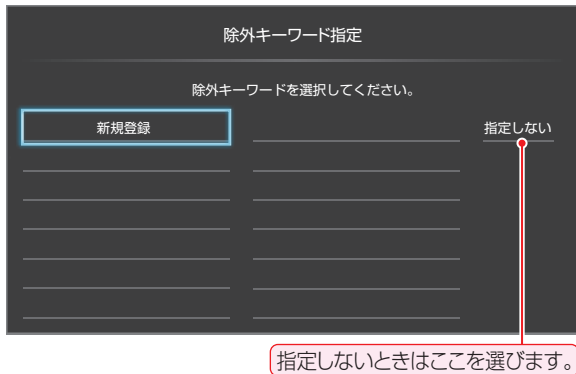 除外キーワード指定
除外キーワードを選択してください。
新規登録
指定しない
指定しないときはここを選びます。